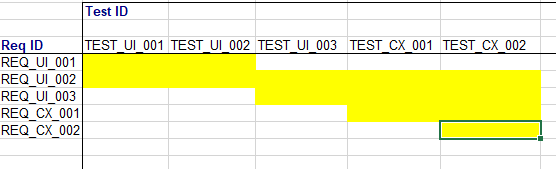 Test ID
Req ID TEST_UI_001 TEST_UI_002 TEST_UI_003 TEST_CX_001 TEST_CX_002
REQ_UI_001
REQ_UI_002
REQ_UI_003
REQ_CX_001
REQ_CX_002